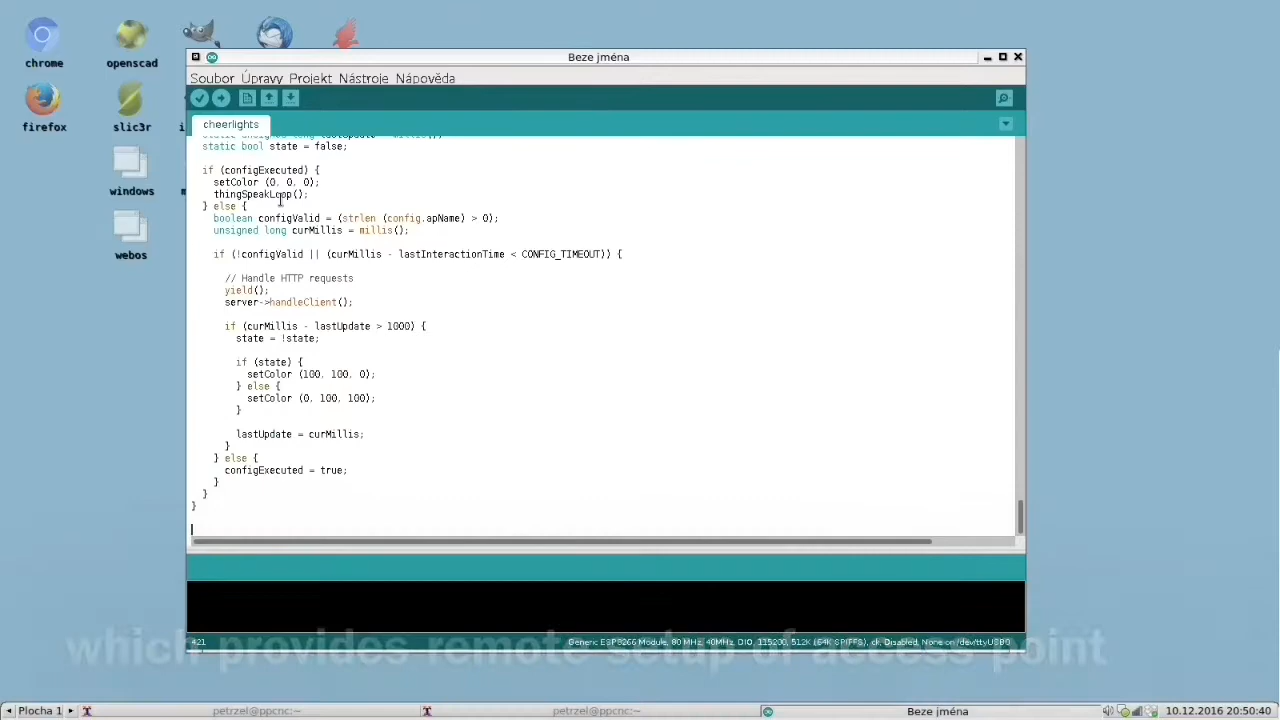 chrome
openscad
firefox
slic3r
windows
webos
Beze jména
Soubor Úpravy Projekt Nástroje Nápověda
cheerlights
static bool state = false;
if (configExecuted) {
setColor (0, 0, 0);
thingSpeakLoop();
} else {
boolean configValid = (strlen (config.apName) > 0);
unsigned long curMillis = millis();
if (!configValid || (curMillis - lastInteractionTime < CONFIG_TIMEOUT)) {
// Handle HTTP requests
yield();
server->handleClient();
if (curMillis - lastUpdate > 1000) {
state = !state;
if (state) {
setColor (100, 100, 0);
} else {
setColor (0, 100, 100);
}
lastUpdate = curMillis;
}
} else {
configExecuted = true;
}
}
}
421
Generic ESP8266 Module, 80 MHz, 40MHz, DIO, 115200, 512K (64K SPIFFS), ck, Disabled, None on /dev/ttyUSB0
which provides remote setup of access point
Plocha 1
petrzel@ppcnc:~
petrzel@ppcnc:~
Beze jména
10.12.2016 20:50:40